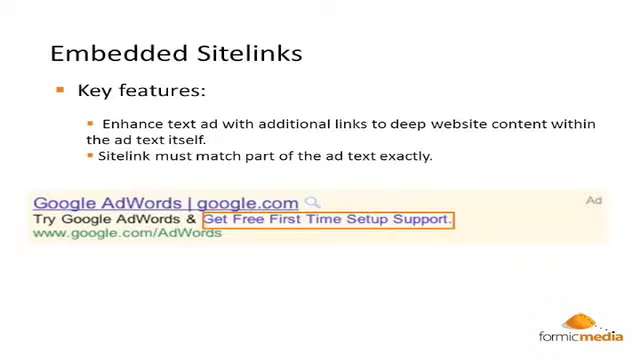 Embedded Sitelinks
Key features:
Enhance text ad with additional links to deep website content within
the ad text itself.
Sitelink must match part of the ad text exactly.
Google AdWords | google.com
Ad
Try Google AdWords & Get Free First Time Setup Support.
www.google.com/AdWords
formicmedia